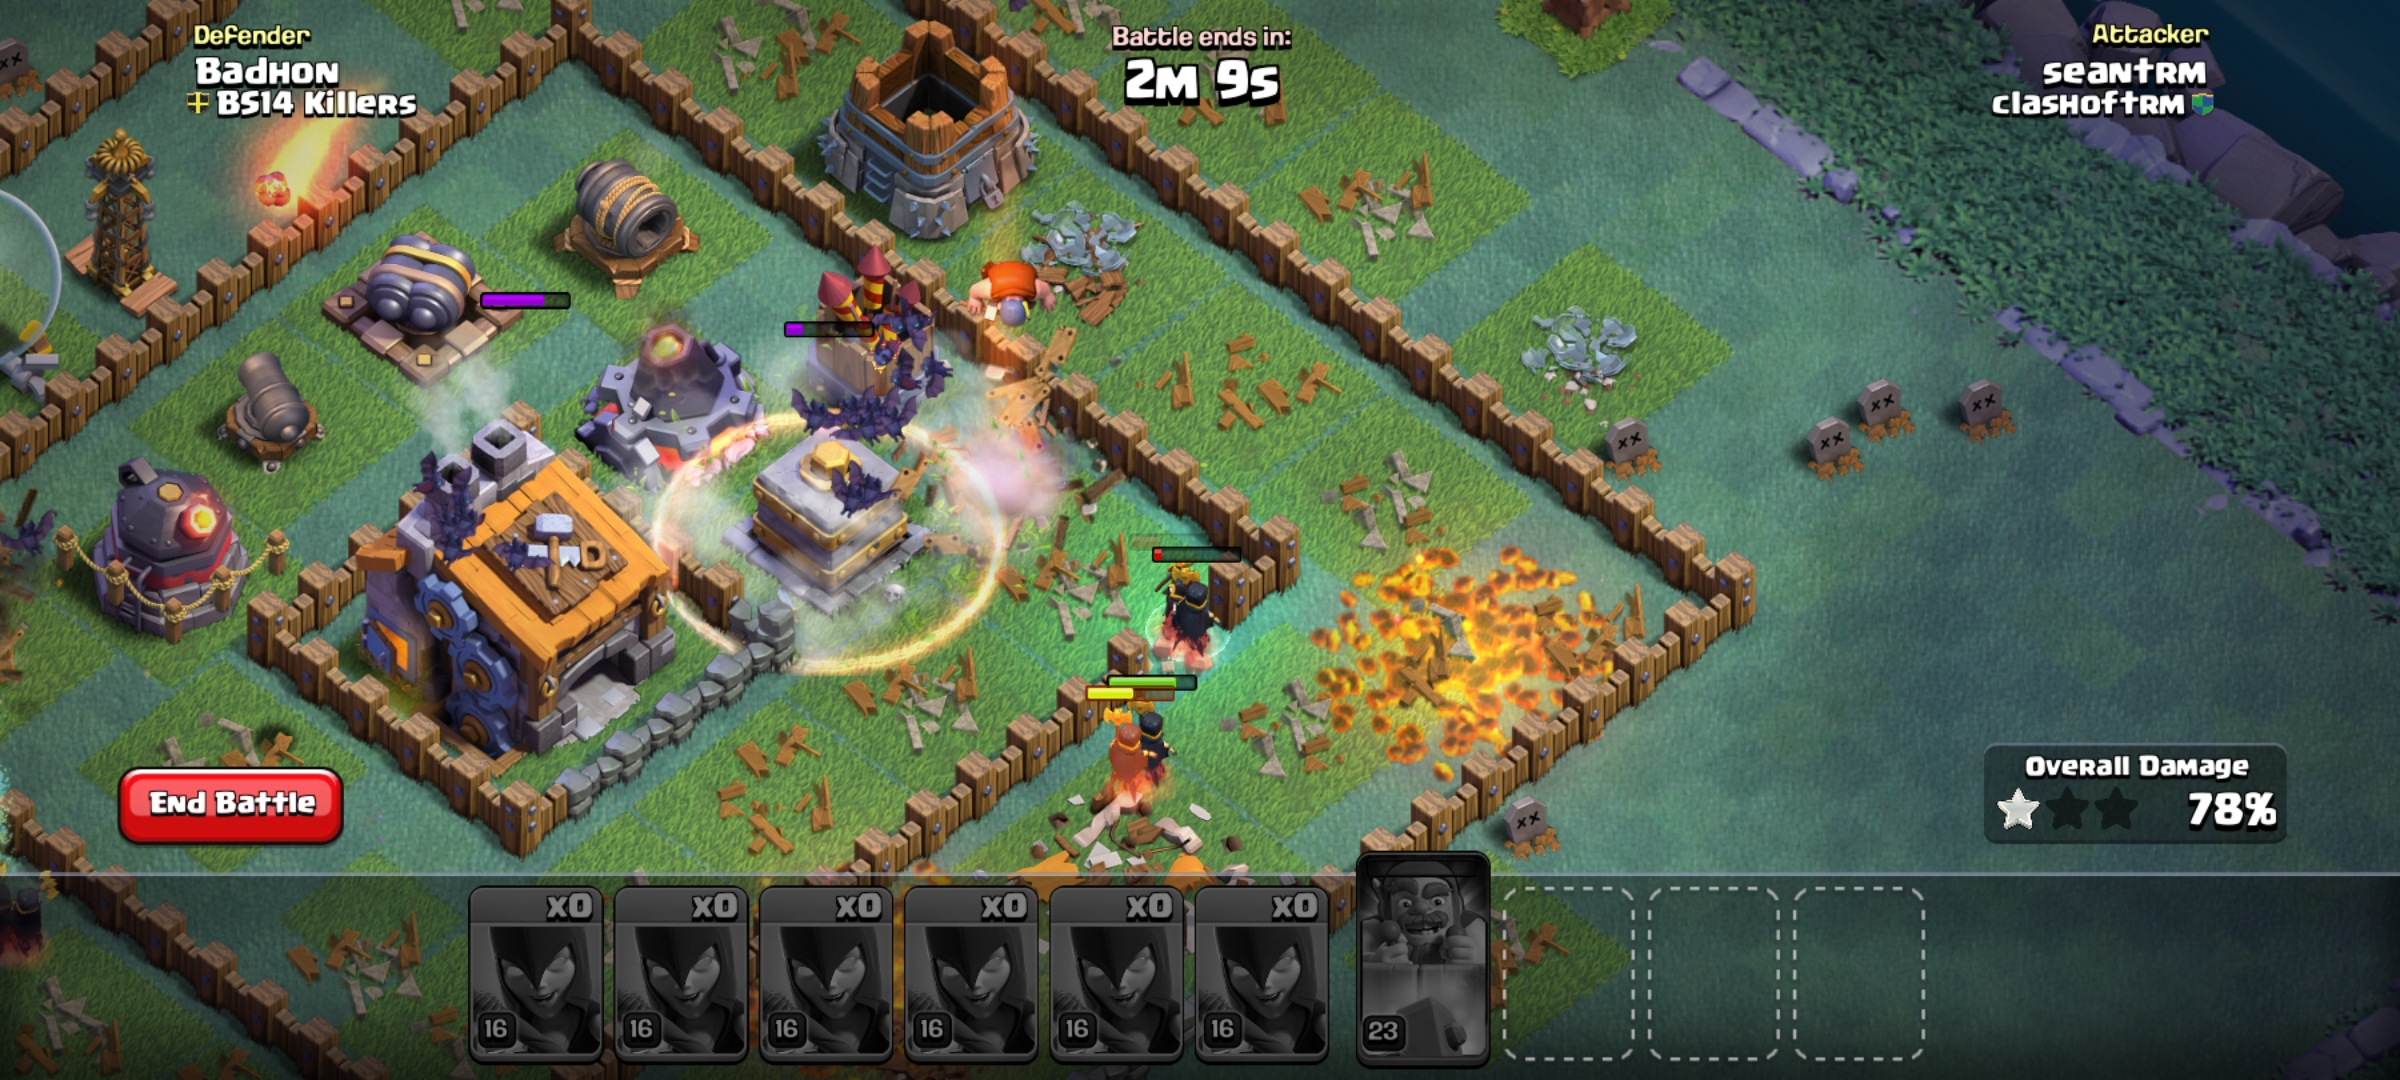 Defender
Badhon
BS14 Killers
Battle ends in:
2M 9s
Attacker
seantrm
clashoftrm
End Battle
Overall Damage
78%
x0
x0
x0
x0
x0
x0
16
16
16
16
16
16
23